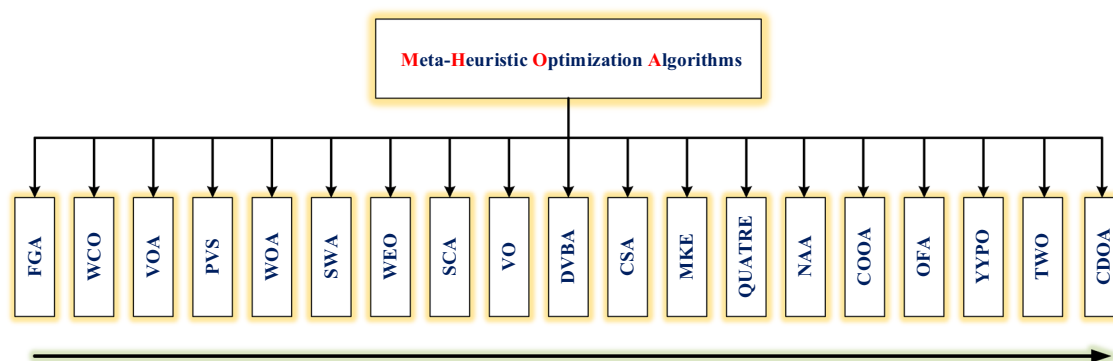 Meta-Heuristic Optimization Algorithms
FGA
WCO
VOA
PVS
WOA
SWA
WEO
SCA
VO
DVBA
CSA
MKE
QUATRE
NAA
COOA
OFA
YYPO
TWO
CDOA